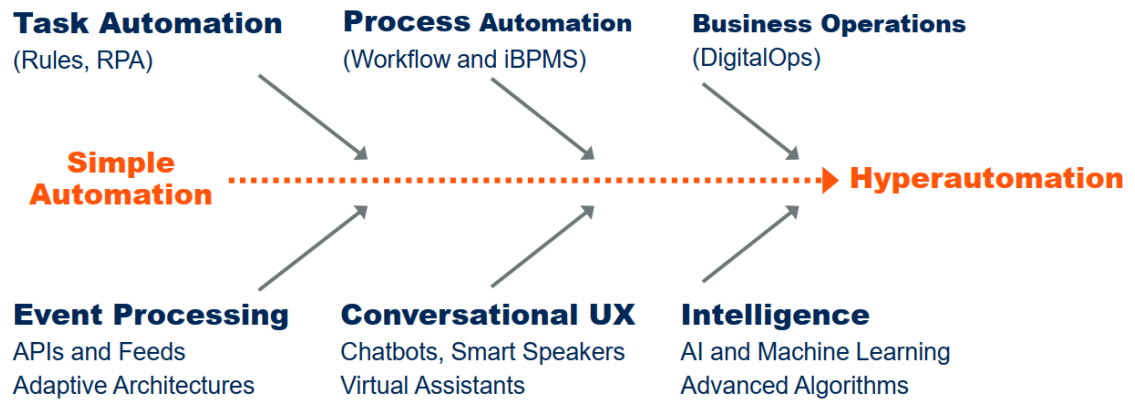 Task Automation
(Rules, RPA)
Process Automation
(Workflow and iBPMS)
Business Operations
(DigitalOps)
Simple
Automation
Hyperautomation
Event Processing
APIs and Feeds
Adaptive Architectures
Conversational UX
Chatbots, Smart Speakers
Virtual Assistants
Intelligence
AI and Machine Learning
Advanced Algorithms